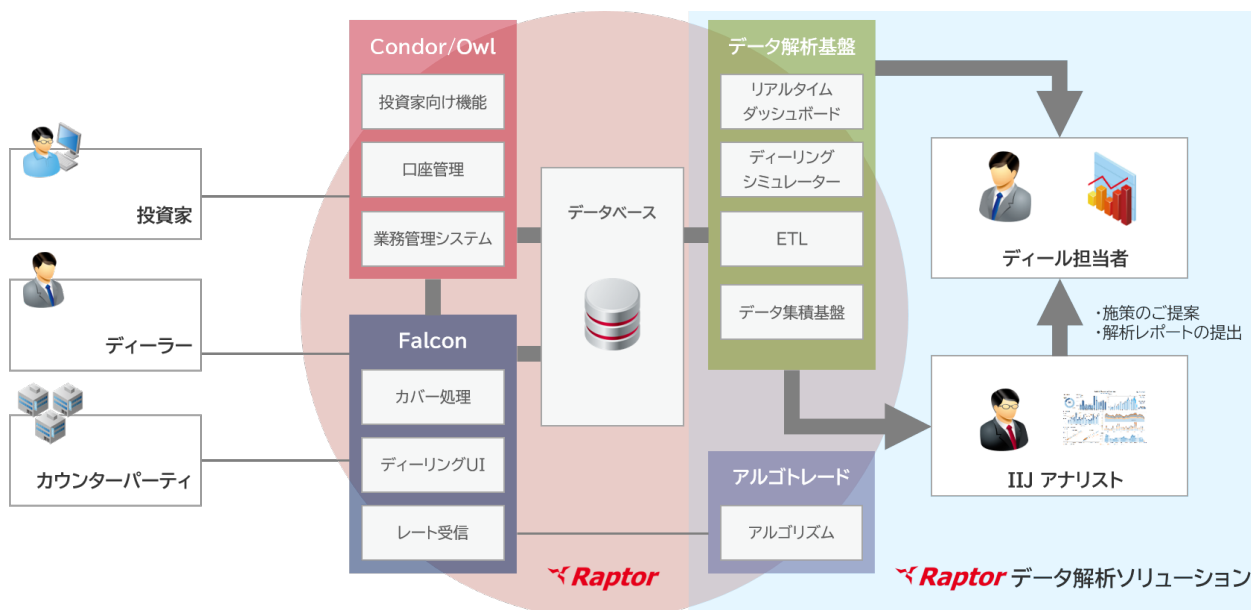 投資家
ディーラー
カウンターパーティ
Condor/Owl
投資家向け機能
口座管理
業務管理システム
Falcon
カバー処理
ディーリングUI
レート受信
データベース
データ解析基盤
リアルタイム
ダッシュボード
ディーリング
シミュレーター
ETL
データ集積基盤
アルゴトレード
アルゴリズム
ディール担当者
・施策のご提案
・解析レポートの提出
IIJ アナリスト
Raptor
Raptor データ解析ソリューション